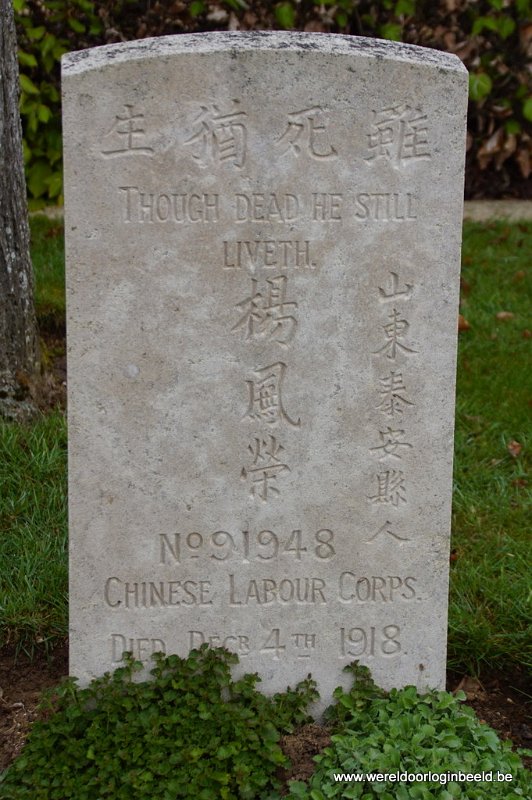 雖死猶生
THOUGH DEAD HE STILL
LIVETH.
山東泰安縣人
楊鳳榮
No 91948
CHINESE LABOUR CORPS.
DIED DECR 4TH 1918.
www.wereldoorloginbeeld.be